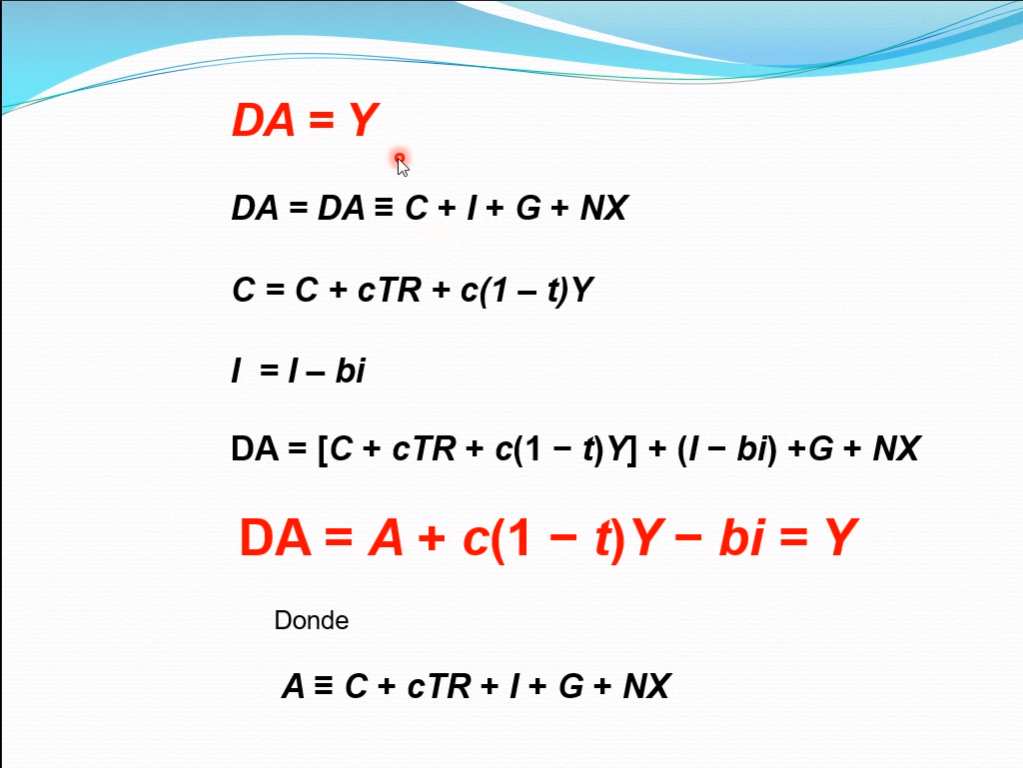 DA = Y
DA = DA ≡ C + I + G + NX
C = C + cTR + c(1 – t)Y
I = I – bi
DA = [C + cTR + c(1 − t)Y] + (I − bi) +G + NX
DA = A + c(1 − t)Y − bi = Y
Donde
A ≡ C + cTR + I + G + NX